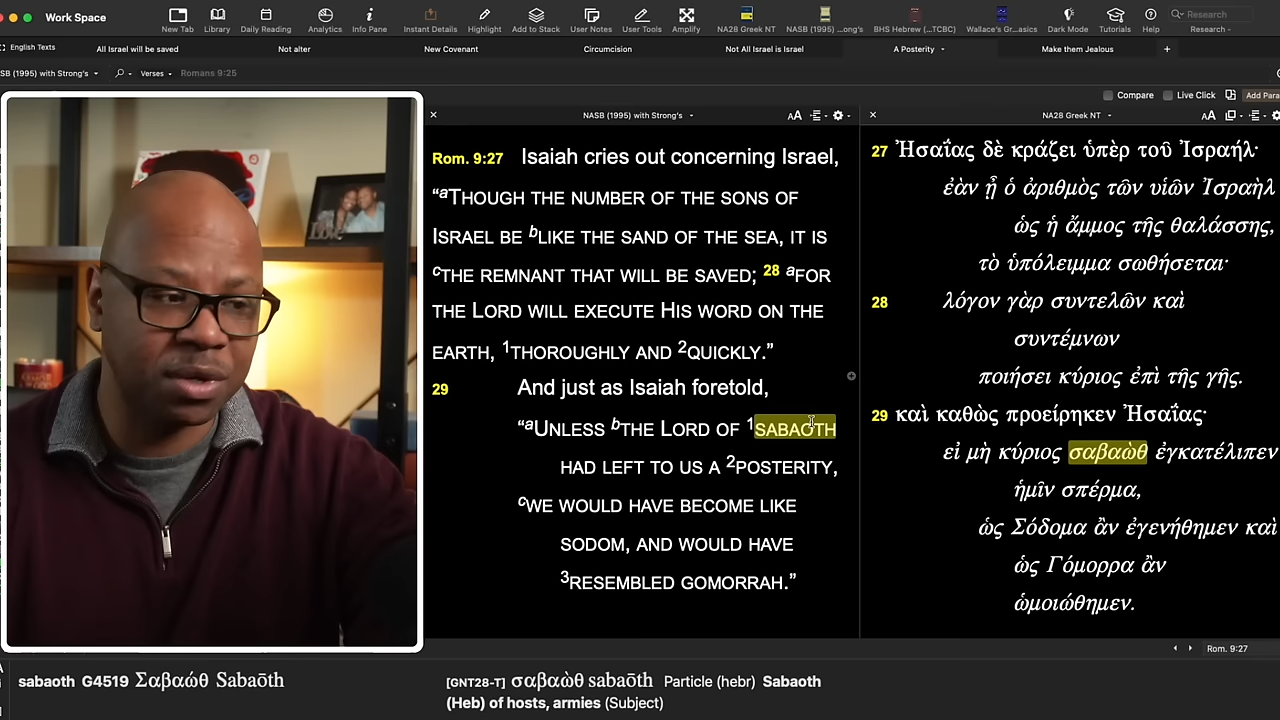 Work Space
New Tab
Library
Daily Reading
Analytics
Info Pane
Instant Details
Highlight
Add to Stack
User Notes
User Tools
Amplify
NA28 Greek NT
NASB (1995) ...ong's
BHS Hebrew (...TCBC)
Wallace's Gr...asics
Dark Mode
Tutorials
Help
Research
Research
English Texts
All Israel will be saved
Not alter
New Covenant
Circumcision
Not All Israel is Israel
A Posterity
Make them Jealous
+
SB (1995) with Strong's
Verses
Romans 9:25
Compare
Live Click
Add Para
NASB (1995) with Strong's
AA
NA28 Greek NT
AA
Rom. 9:27 Isaiah cries out concerning Israel,
“aTHOUGH THE NUMBER OF THE SONS OF
ISRAEL BE bLIKE THE SAND OF THE SEA, IT IS
cTHE REMNANT THAT WILL BE SAVED; 28 aFOR
THE LORD WILL EXECUTE HIS WORD ON THE
EARTH, 1THOROUGHLY AND 2QUICKLY.”
29 And just as Isaiah foretold,
“aUNLESS bTHE LORD OF 1SABAOTH
HAD LEFT TO US A 2POSTERITY,
cWE WOULD HAVE BECOME LIKE
SODOM, AND WOULD HAVE
3RESEMBLED GOMORRAH.”
27 Ἠσαΐας δὲ κράζει ὑπὲρ τοῦ Ἰσραήλ·
ἐὰν ᾖ ὁ ἀριθμὸς τῶν υἱῶν Ἰσραὴλ
ὡς ἡ ἄμμος τῆς θαλάσσης,
τὸ ὑπόλειμμα σωθήσεται·
28 λόγον γὰρ συντελῶν καὶ
συντέμνων
ποιήσει κύριος ἐπὶ τῆς γῆς.
29 καὶ καθὼς προείρηκεν Ἠσαΐας·
εἰ μὴ κύριος σαβαὼθ ἐγκατέλιπεν
ἡμῖν σπέρμα,
ὡς Σόδομα ἂν ἐγενήθημεν καὶ
ὡς Γόμορρα ἂν
ὡμοιώθημεν.
Rom. 9:27
sabaoth G4519 Σαβαώθ Sabaōth
[GNT28-T] σαβαὼθ sabaōth Particle (hebr) Sabaoth
(Heb) of hosts, armies (Subject)